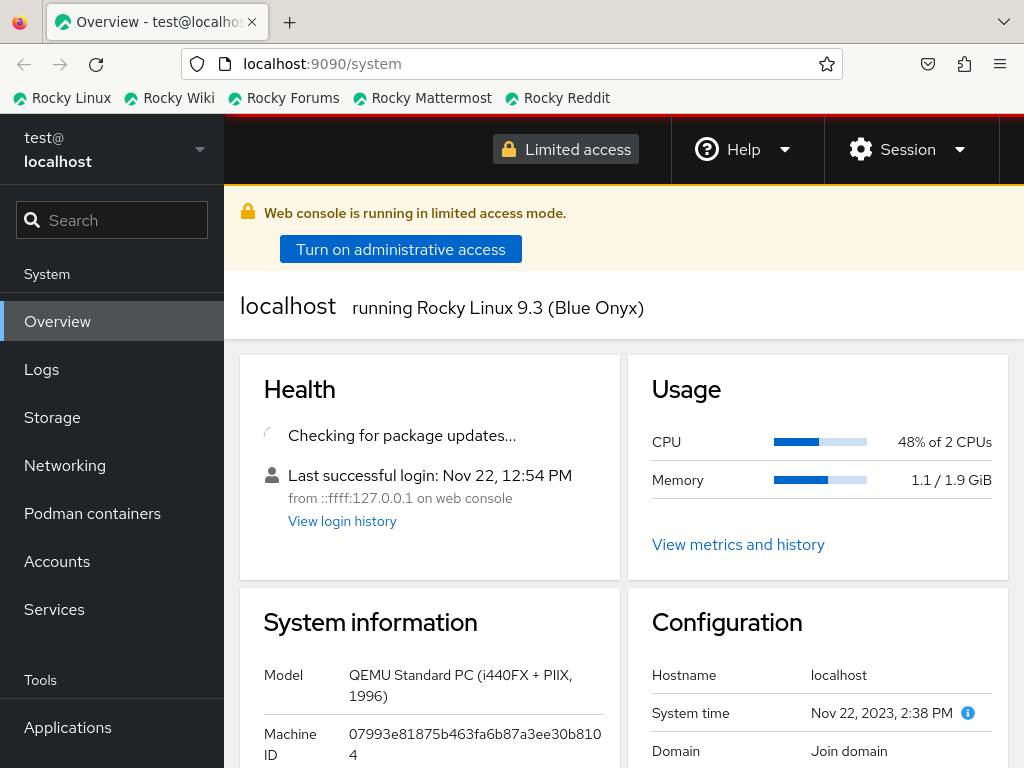 Overview - test@localhos
localhost:9090/system
Rocky Linux
Rocky Wiki
Rocky Forums
Rocky Mattermost
Rocky Reddit
test@
localhost
Limited access
Help
Session
Search
System
Overview
Logs
Storage
Networking
Podman containers
Accounts
Services
Tools
Applications
Web console is running in limited access mode.
Turn on administrative access
localhost running Rocky Linux 9.3 (Blue Onyx)
Health
Checking for package updates...
Last successful login: Nov 22, 12:54 PM
from ::ffff:127.0.0.1 on web console
View login history
Usage
CPU 48% of 2 CPUs
Memory 1.1 / 1.9 GiB
View metrics and history
System information
Model QEMU Standard PC (i440FX + PIIX,
1996)
Machine 07993e81875b463fa6b87a3ee30b810
ID 4
Configuration
Hostname localhost
System time Nov 22, 2023, 2:38 PM
Domain Join domain